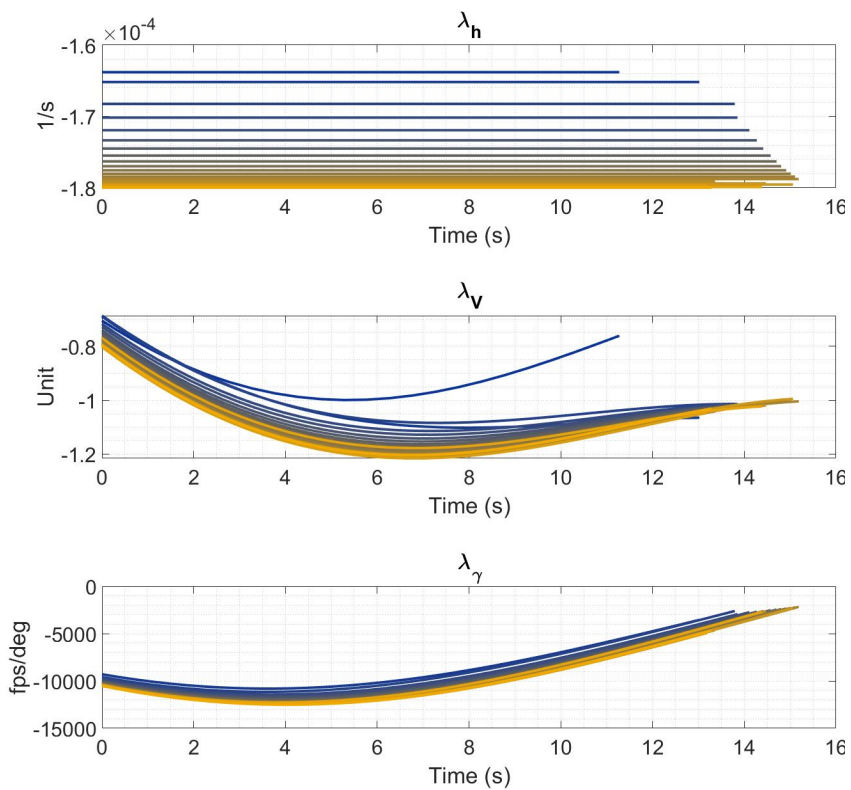 λh
×10-4
-1.6
-1.7
-1.8
1/s
0 2 4 6 8 10 12 14 16
Time (s)
λV
-0.8
-1
-1.2
Unit
0 2 4 6 8 10 12 14 16
Time (s)
λγ
0
-5000
-10000
-15000
fps/deg
0 2 4 6 8 10 12 14 16
Time (s)